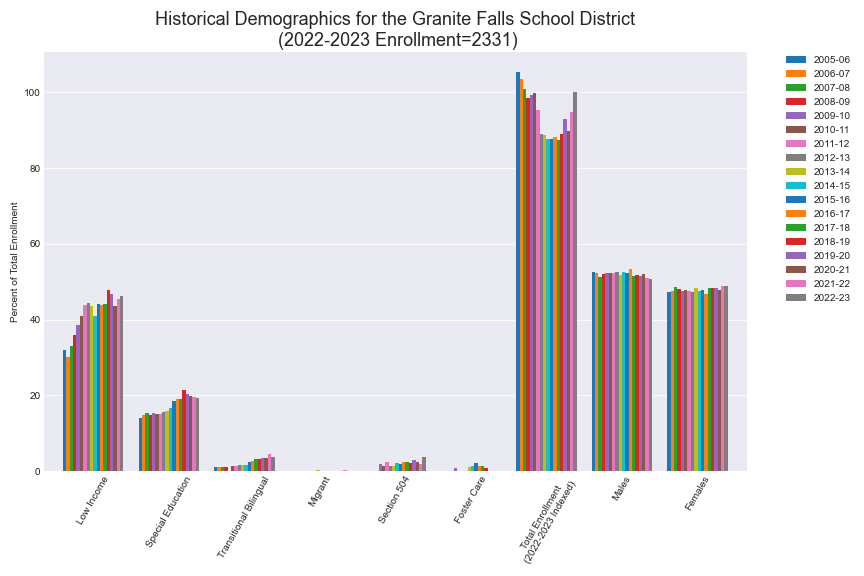 Historical Demographics for the Granite Falls School District
(2022-2023 Enrollment=2331)
Percent of Total Enrollment
100
80
60
40
20
0
Low Income
Special Education
Transitional Bilingual
Migrant
Section 504
Foster Care
Total Enrollment
(2022-2023 Indexed)
Males
Females
2005-06
2006-07
2007-08
2008-09
2009-10
2010-11
2011-12
2012-13
2013-14
2014-15
2015-16
2016-17
2017-18
2018-19
2019-20
2020-21
2021-22
2022-23